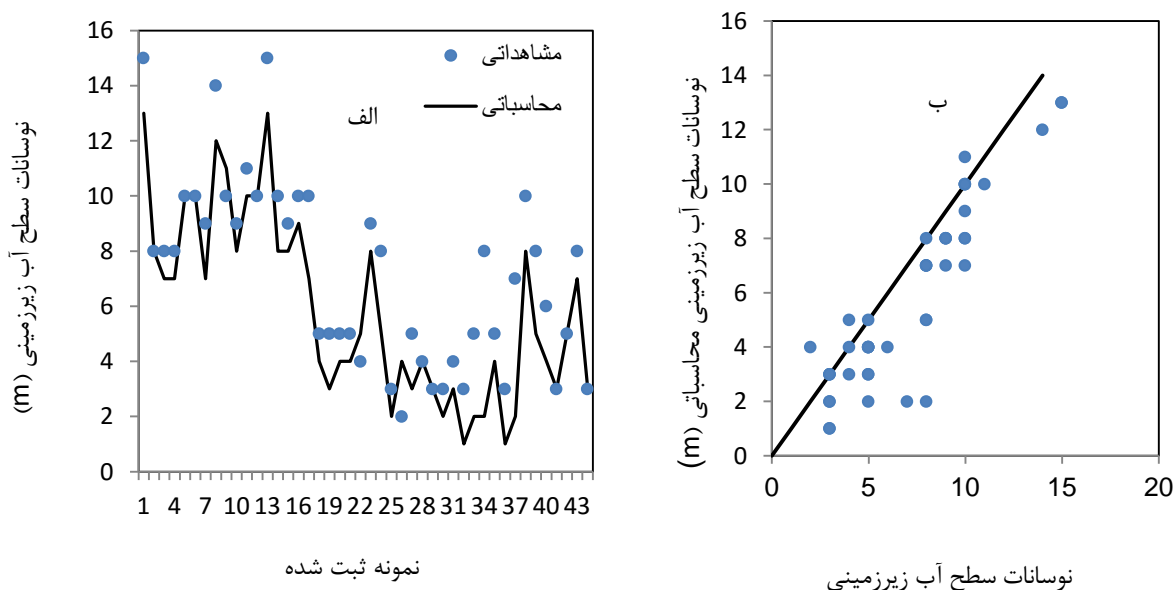 نوسانات سطح آب زیرزمینی (m)
16
14
12
10
8
6
4
2
0
مشاهداتی
محاسباتی
الف
1 4 7 10 13 16 19 22 25 28 31 34 37 40 43
نمونه ثبت شده
نوسانات سطح آب زیرزمینی محاسباتی (m)
16
14
12
10
8
6
4
2
0
ب
0 5 10 15 20
نوسانات سطح آب زیرزمینی